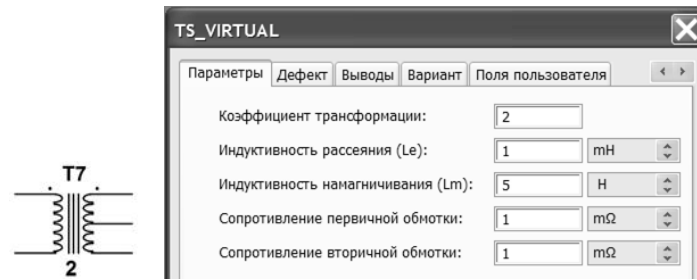 TS_VIRTUAL
Параметры Дефект Выводы Вариант Поля пользователя
Коэффициент трансформации: 2
Индуктивность рассеяния (Le): 1 mH
Индуктивность намагничивания (Lm): 5 H
Сопротивление первичной обмотки: 1 mΩ
Сопротивление вторичной обмотки: 1 mΩ
T7
2